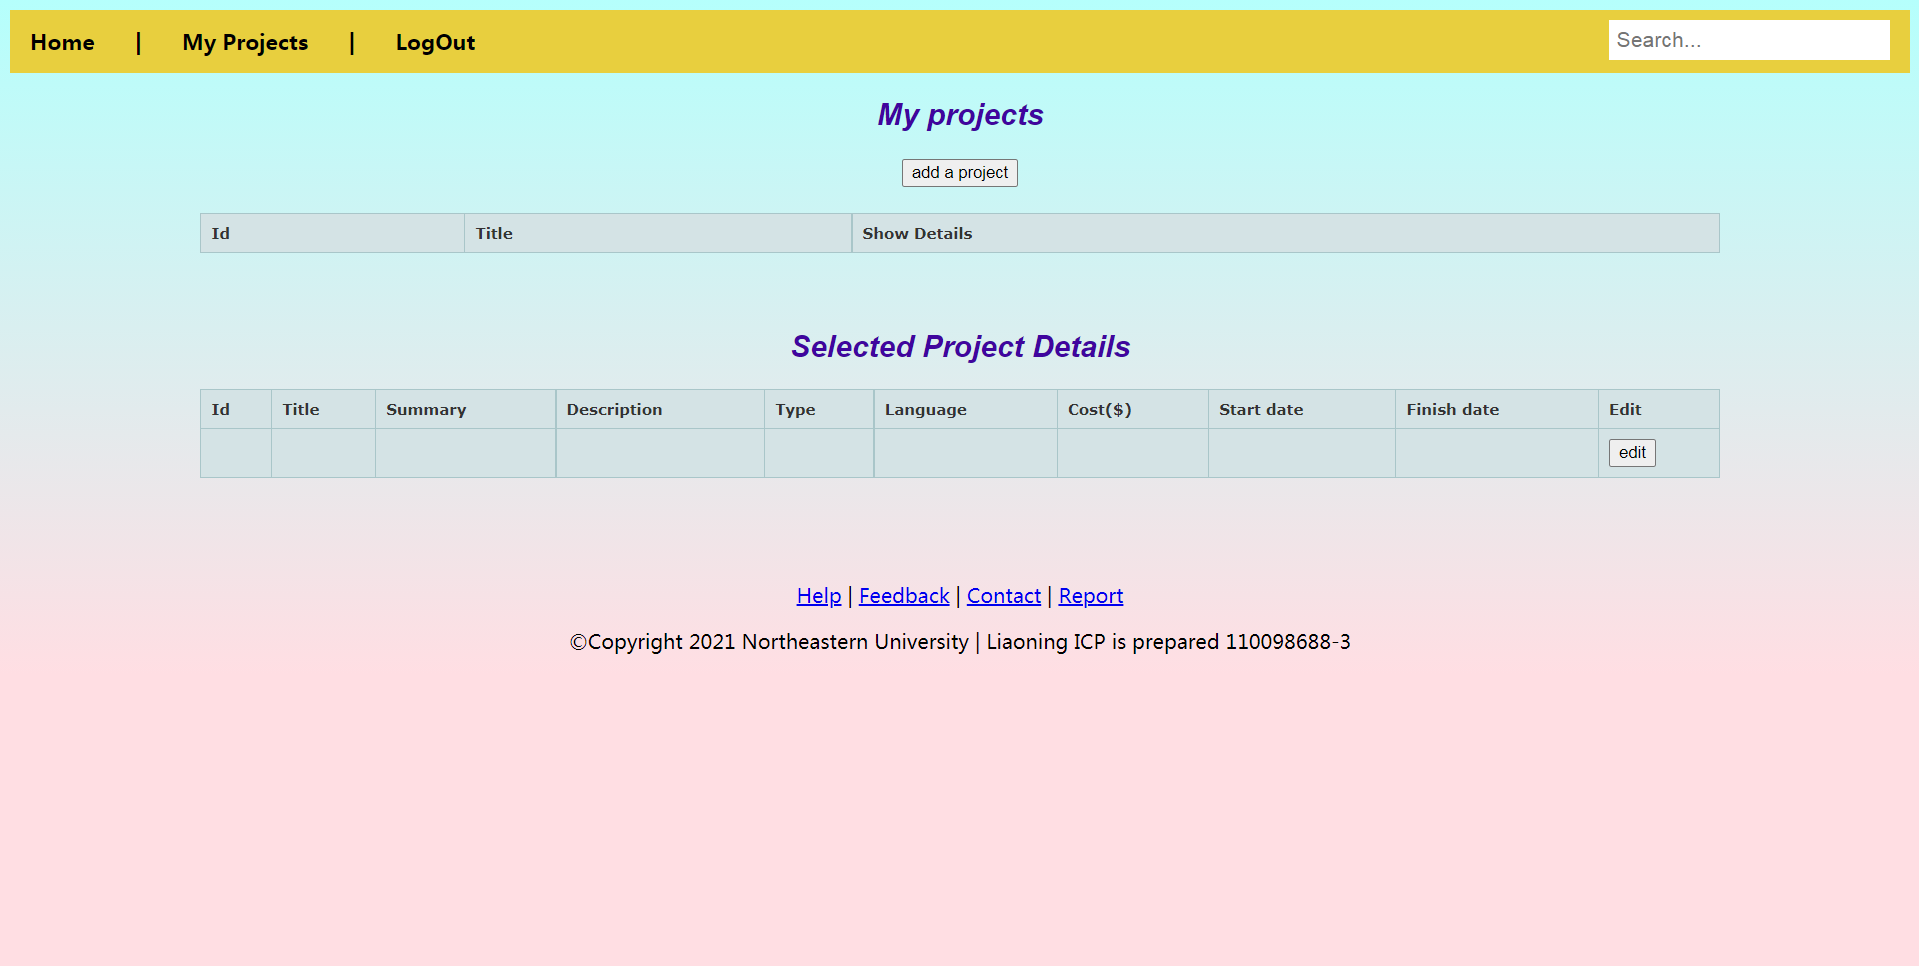 Home | My Projects | LogOut Search...
My projects
add a project
Id Title Show Details
Selected Project Details
Id Title Summary Description Type Language Cost($) Start date Finish date Edit
edit
Help | Feedback | Contact | Report
©Copyright 2021 Northeastern University | Liaoning ICP is prepared 110098688-3